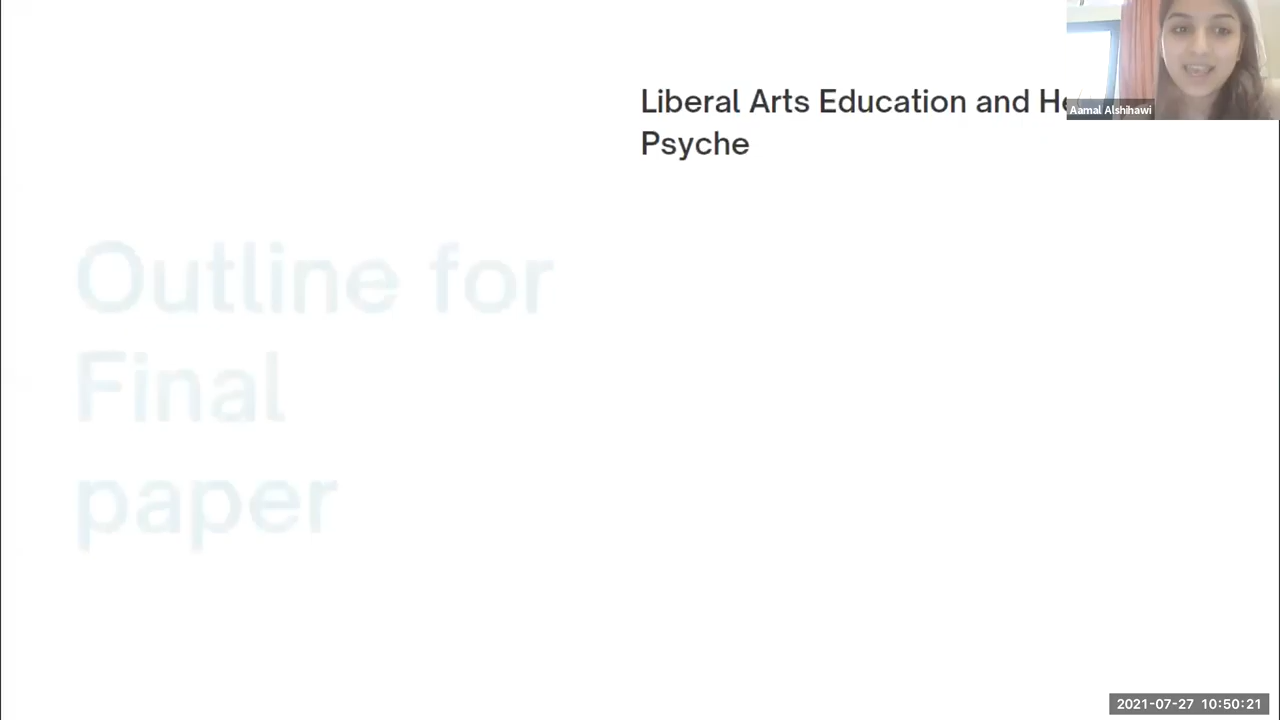 Liberal Arts Education and
Psyche
Aamal Alshihawi
Outline for
Final
paper
2021-07-27 10:50:21